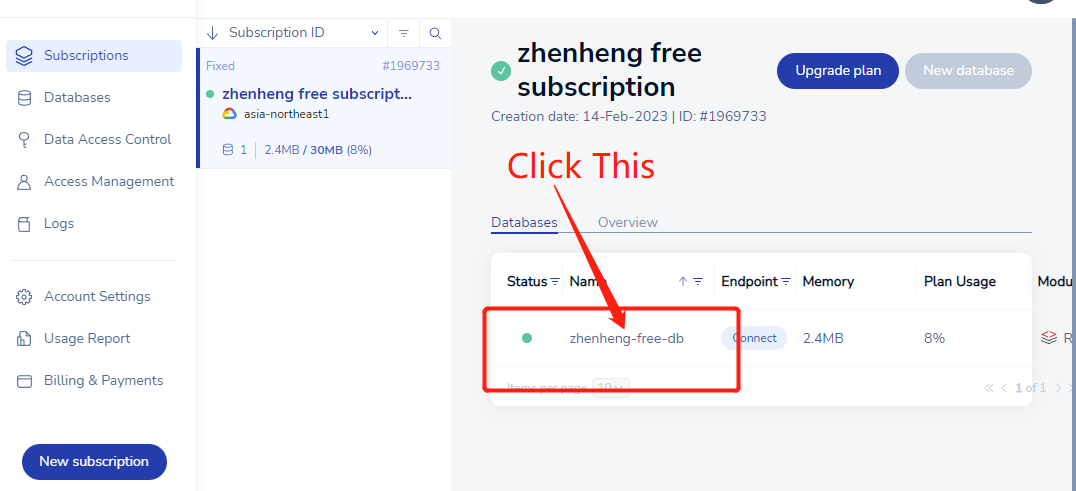 Subscriptions
Databases
Data Access Control
Access Management
Logs
Account Settings
Usage Report
Billing & Payments
New subscription
Subscription ID
Fixed #1969733
zhenheng free subscript...
asia-northeast1
1 2.4MB / 30MB (8%)
zhenheng free
subscription
Upgrade plan
New database
Creation date: 14-Feb-2023 | ID: #1969733
Click This
Databases Overview
Status Name Endpoint Memory Plan Usage Modu
zhenheng-free-db Connect 2.4MB 8% R
Items per page 10
1 of 1